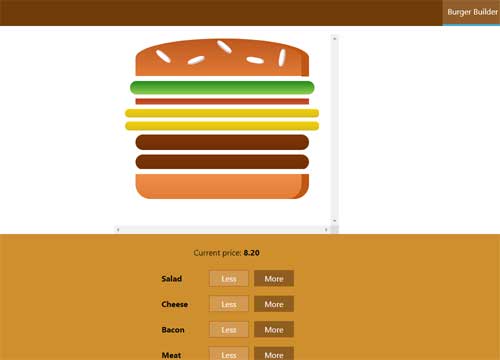 Burger Builder
Current price: 8.20
Salad Less More
Cheese Less More
Bacon Less More
Meat Less More